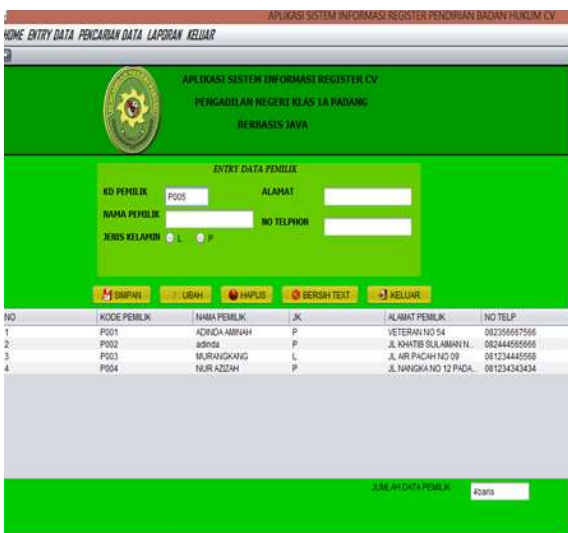 APLIKASI SISTEM INFORMASI REGISTER PENDIRIAN BADAN HUKUM CV
HOME ENTRY DATA PENCARIAN DATA LAPORAN KELUAR
APLIKASI SISTEM INFORMASI REGISTER CV
PENGADILAN NEGERI KLAS 1A PADANG
BERBASIS JAVA
ENTRY DATA PEMILIK
KD PEMILIK P005 ALAMAT
NAMA PEMILIK NO TELPHON
JENIS KELAMIN L P
SIMPAN UBAH HAPUS BERSIH TEXT KELUAR
NO KODE PEMILIK NAMA PEMILIK JK ALAMAT PEMILIK NO TELP
1 P001 ADINDA AMINAH P VETERAN NO 54 082356667566
2 P002 adinda P JL KHATIB SULAIMAN N... 082444565666
3 P003 MURANGKANG L JL AIR PACAH NO 09 081234445568
4 P004 NUR AZIZAH P JL NANGKA NO 12 PADA... 081234343434
JUMLAH DATA PEMILIK 4baris